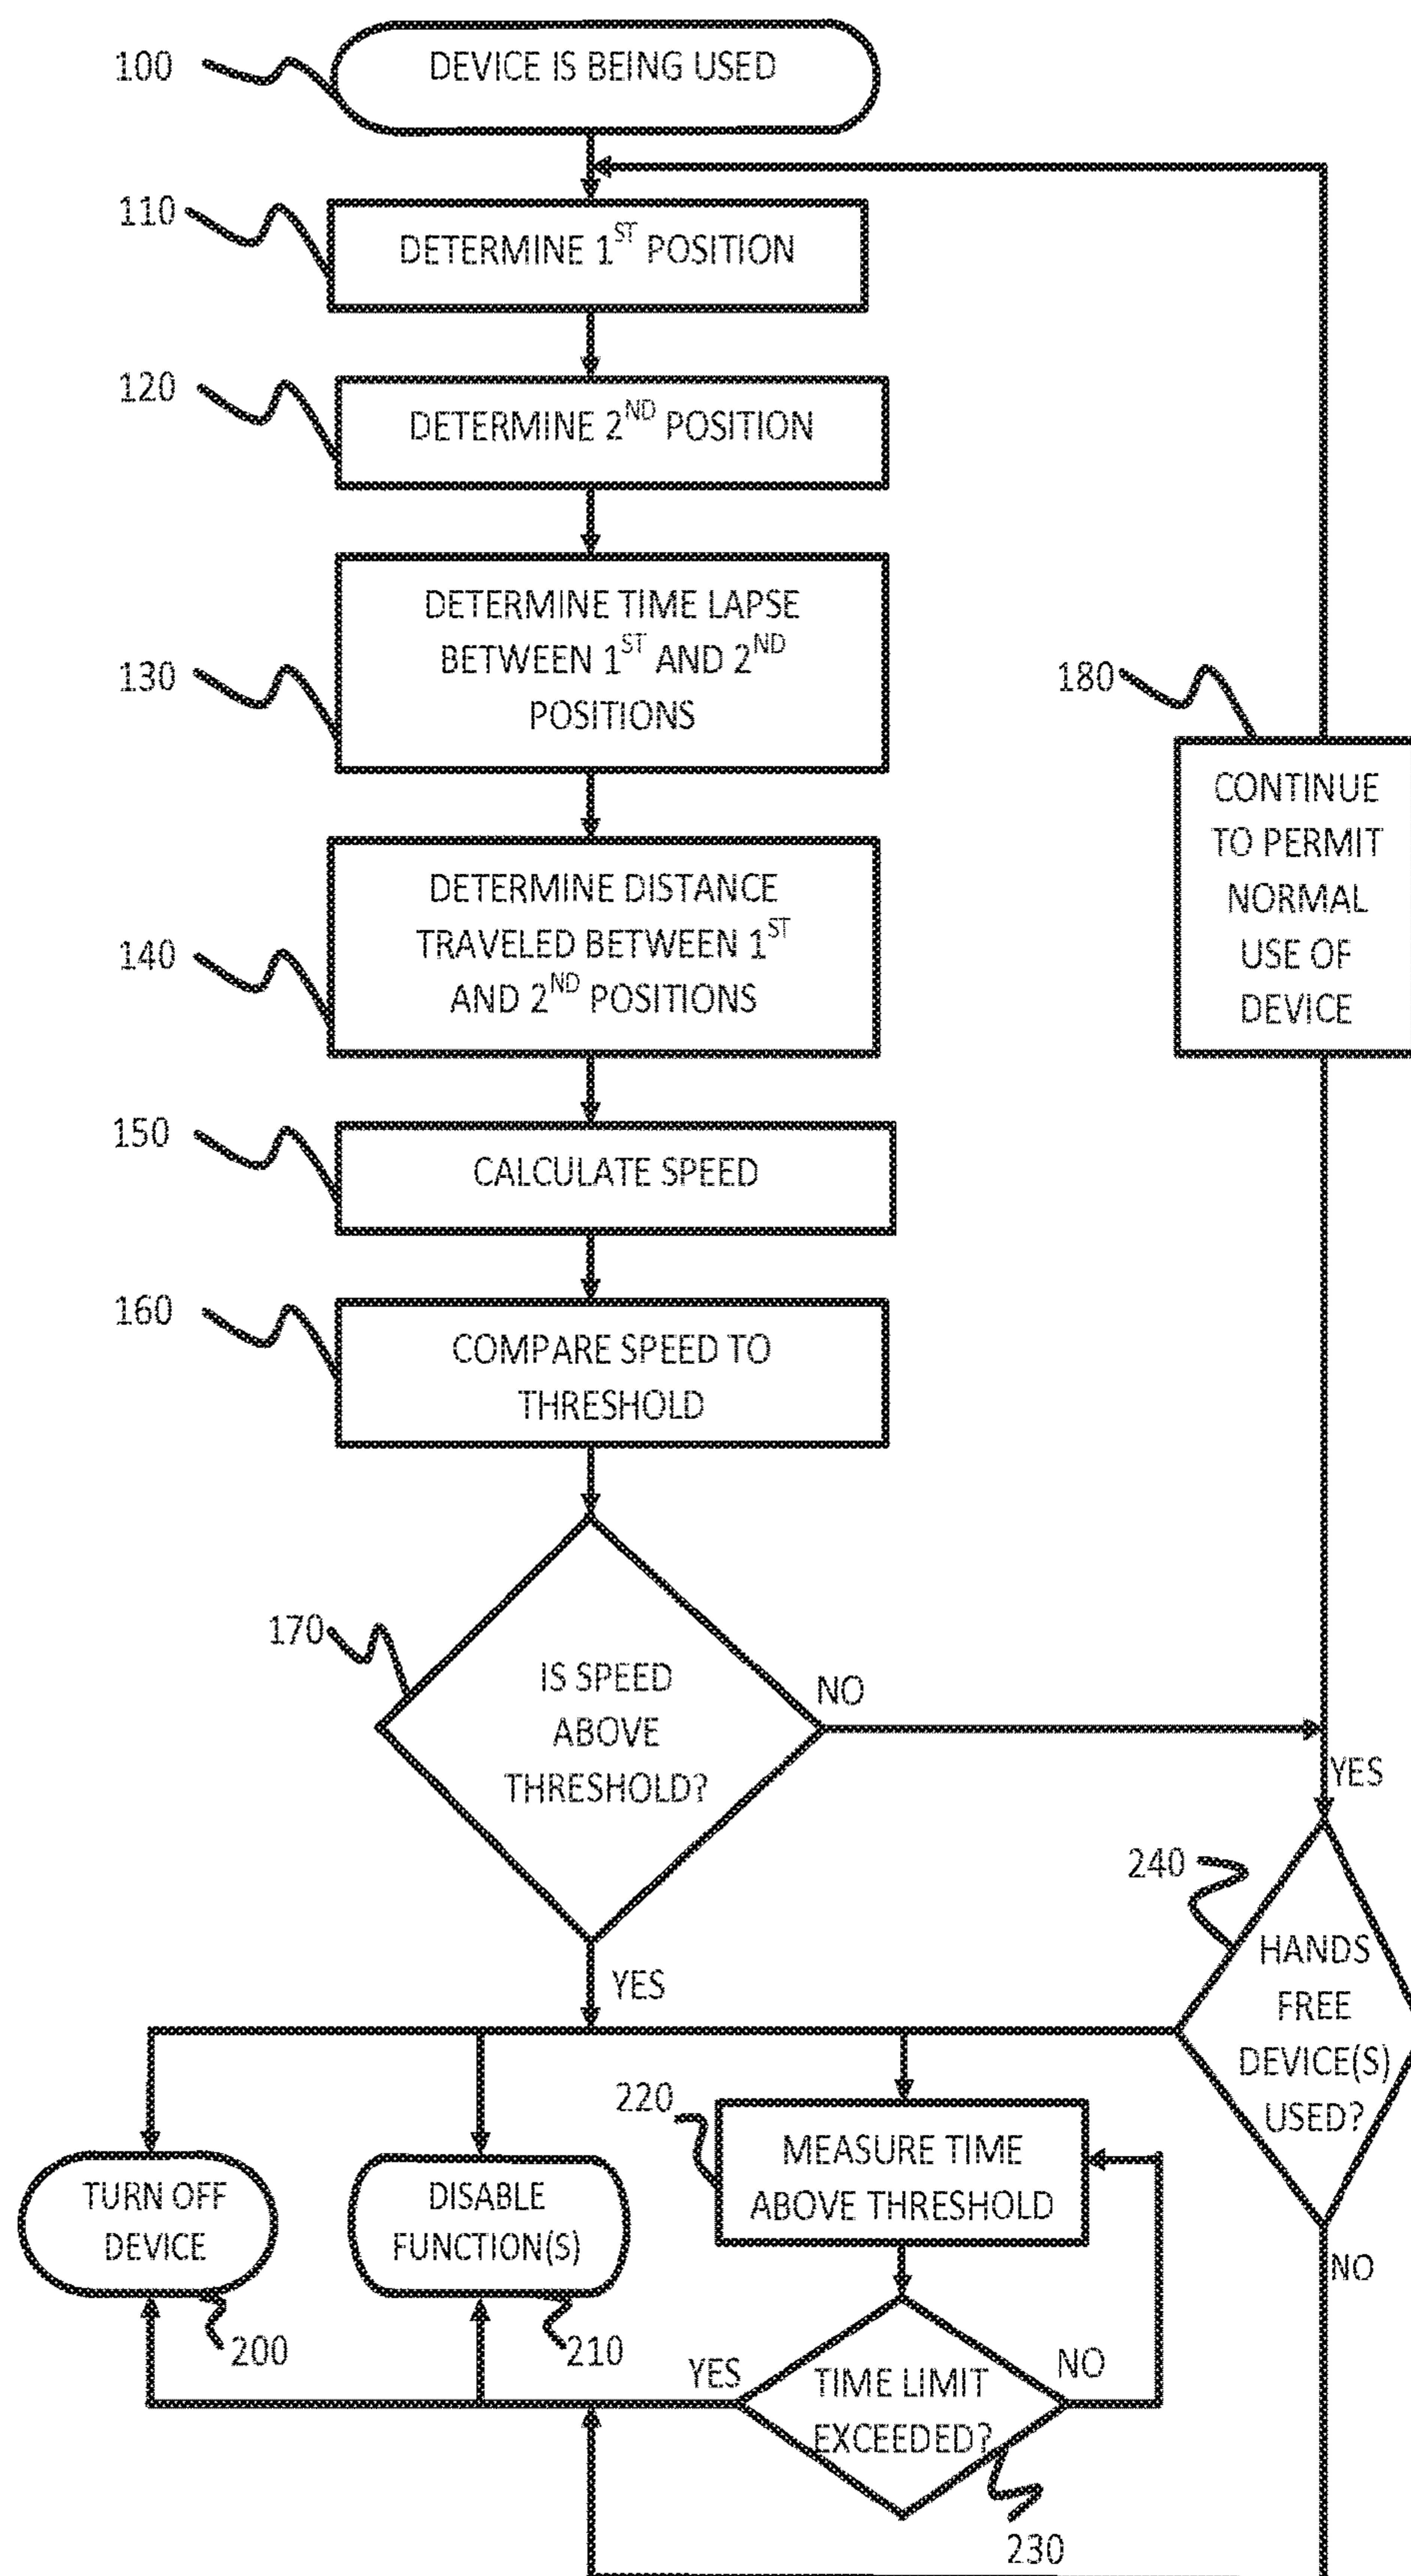 100
DEVICE IS BEING USED
110
DETERMINE 1ST POSITION
120
DETERMINE 2ND POSITION
130
DETERMINE TIME LAPSE
BETWEEN 1ST AND 2ND
POSITIONS
140
DETERMINE DISTANCE
TRAVELED BETWEEN 1ST
AND 2ND POSITIONS
180
CONTINUE
TO PERMIT
NORMAL
USE OF
DEVICE
150
CALCULATE SPEED
160
COMPARE SPEED TO
THRESHOLD
170
IS SPEED
ABOVE
THRESHOLD?
NO
YES
YES
240
HANDS
FREE
DEVICE(S)
USED?
NO
TURN OFF
DEVICE
200
DISABLE
FUNCTION(S)
210
220
MEASURE TIME
ABOVE THRESHOLD
YES
TIME LIMIT
EXCEEDED?
NO
230